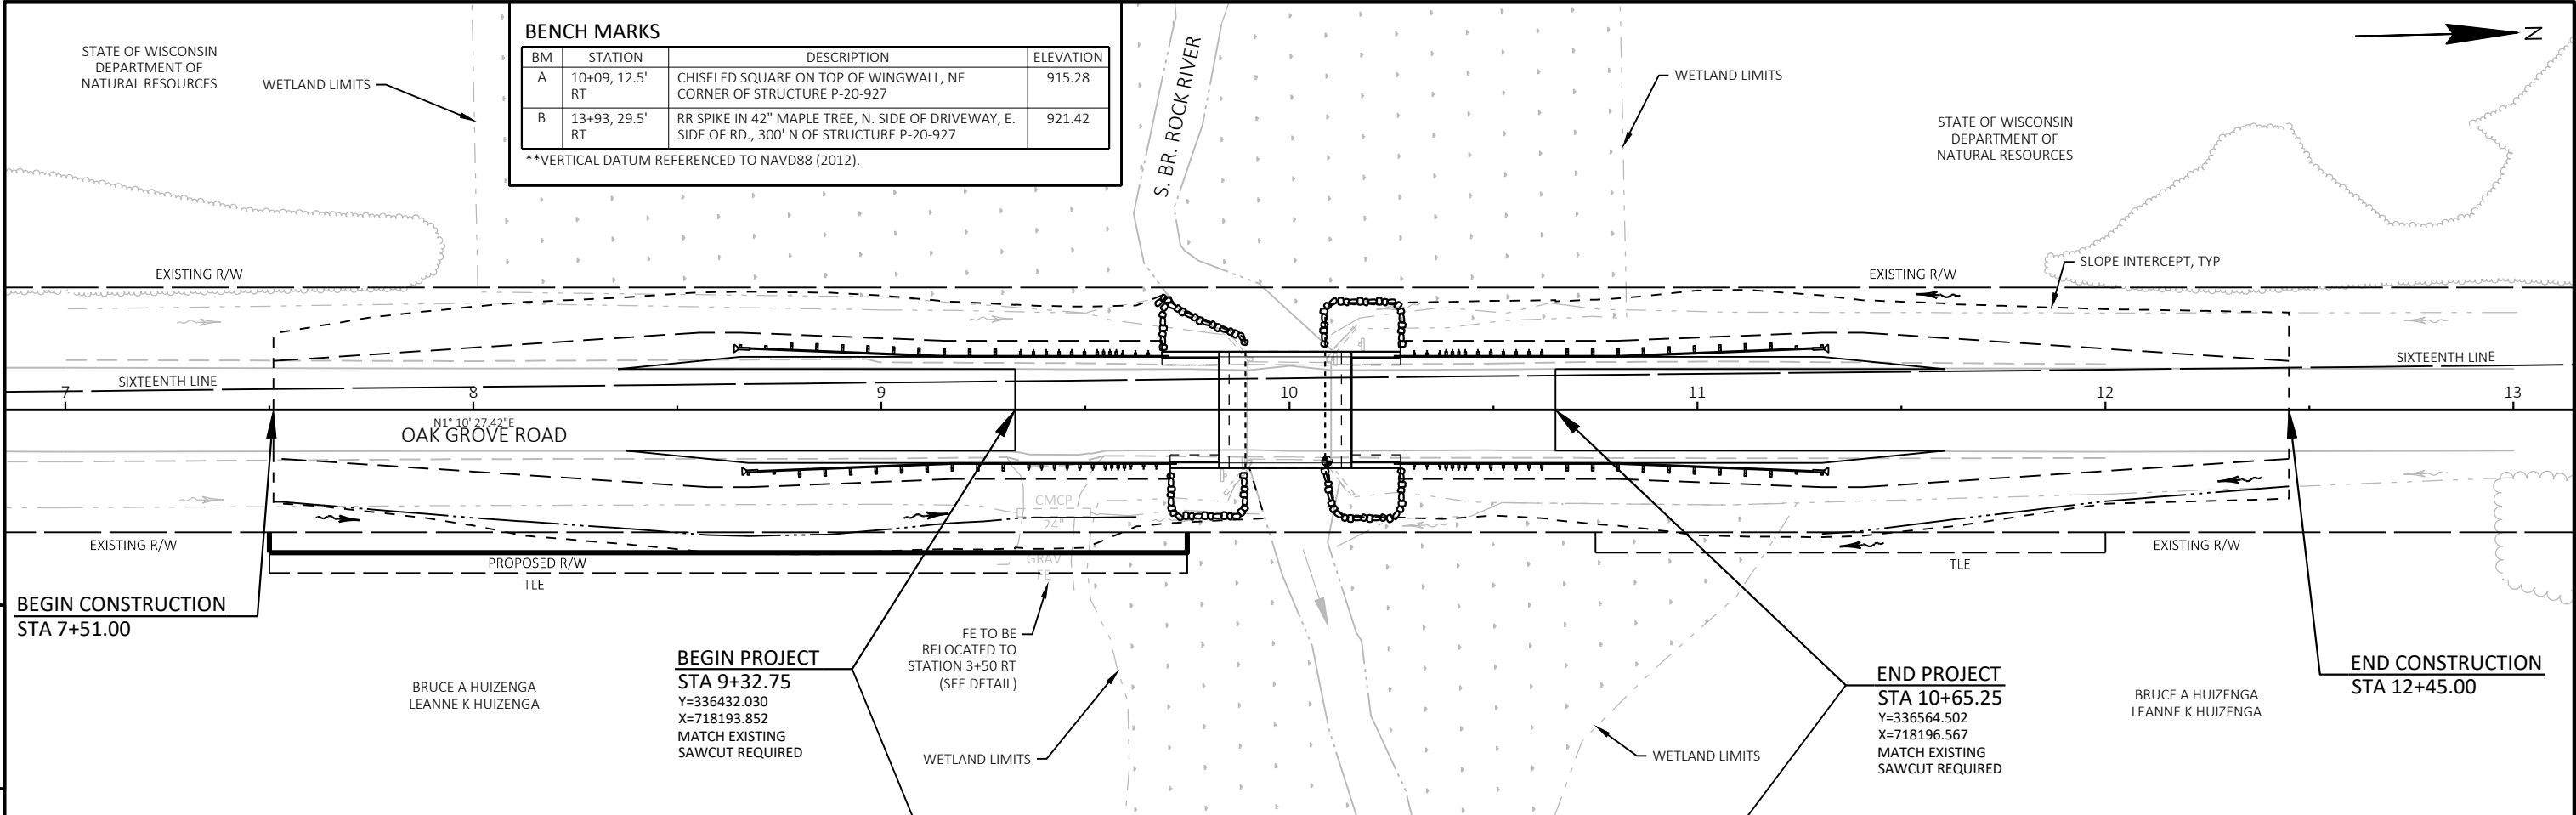 STATE OF WISCONSIN
DEPARTMENT OF
NATURAL RESOURCES
WETLAND LIMITS
BENCH MARKS
BM STATION DESCRIPTION ELEVATION
A 10+09, 12.5' CHISELED SQUARE ON TOP OF WINGWALL, NE 915.28
RT CORNER OF STRUCTURE P-20-927
B 13+93, 29.5' RR SPIKE IN 42" MAPLE TREE, N. SIDE OF DRIVEWAY, E. 921.42
RT SIDE OF RD., 300' N OF STRUCTURE P-20-927
**VERTICAL DATUM REFERENCED TO NAVD88 (2012).
S. BR. ROCK RIVER
WETLAND LIMITS
STATE OF WISCONSIN
DEPARTMENT OF
NATURAL RESOURCES
N
EXISTING R/W
EXISTING R/W
SLOPE INTERCEPT, TYP
SIXTEENTH LINE
SIXTEENTH LINE
7 8 9 10 11 12 13
N1° 10' 27.42"E
OAK GROVE ROAD
CMCP
24"
GRAV
FE
EXISTING R/W
PROPOSED R/W
TLE
EXISTING R/W
TLE
BEGIN CONSTRUCTION
STA 7+51.00
BRUCE A HUIZENGA
LEANNE K HUIZENGA
BEGIN PROJECT
STA 9+32.75
Y=336432.030
X=718193.852
MATCH EXISTING
SAWCUT REQUIRED
FE TO BE
RELOCATED TO
STATION 3+50 RT
(SEE DETAIL)
WETLAND LIMITS
WETLAND LIMITS
END PROJECT
STA 10+65.25
Y=336564.502
X=718196.567
MATCH EXISTING
SAWCUT REQUIRED
BRUCE A HUIZENGA
LEANNE K HUIZENGA
END CONSTRUCTION
STA 12+45.00